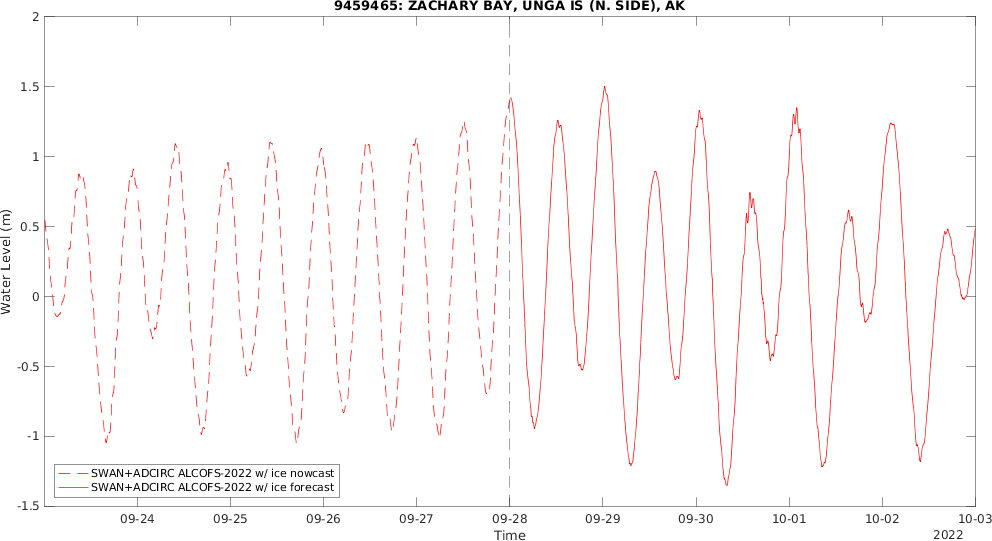 9459465: ZACHARY BAY, UNGA IS (N. SIDE), AK
2
1.5
1
0.5
0
-0.5
-1
-1.5
Water Level (m)
SWAN+ADCIRC ALCOFS-2022 w/ ice nowcast
SWAN+ADCIRC ALCOFS-2022 w/ ice forecast
09-24 09-25 09-26 09-27 09-28 09-29 09-30 10-01 10-02 10-03
Time
2022